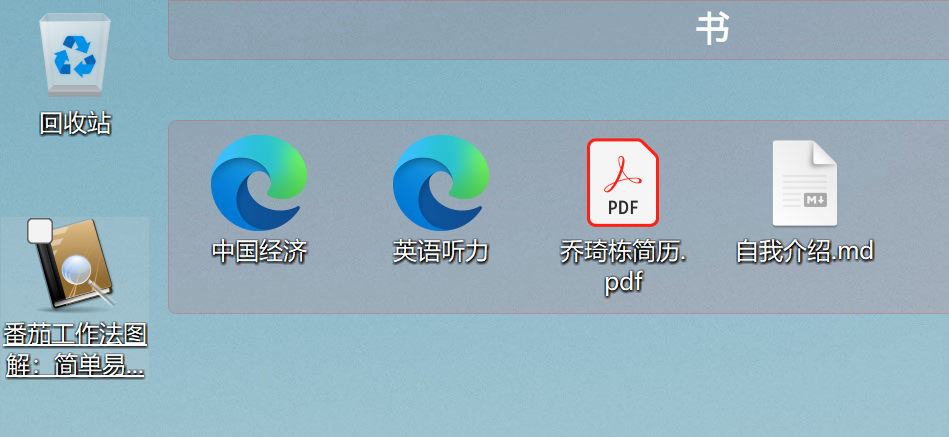 书
回收站
中国经济
英语听力
乔琦栋简历.
pdf
PDF
自我介绍.md
M
番茄工作法图
解：简单易...